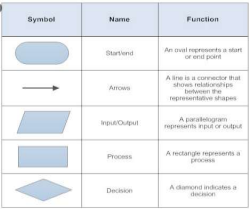 Symbol Name Function
Start/end
An oval represents a start
or end point
Arrows
A line is a connector that
shows relationships
between the
representative shapes
Input/Output
A parallelogram
represents input or output
Process
A rectangle represents a
process
Decision
A diamond indicates a
decision